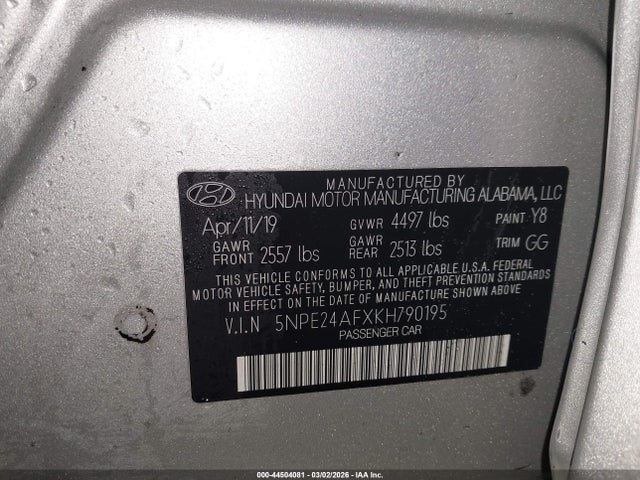 MANUFACTURED BY
HYUNDAI MOTOR MANUFACTURING ALABAMA, LLC
Apr/11/19 GVWR 4497 lbs PAINT Y8
GAWR FRONT 2557 lbs GAWR REAR 2513 lbs TRIM GG
THIS VEHICLE CONFORMS TO ALL APPLICABLE U.S.A. FEDERAL
MOTOR VEHICLE SAFETY, BUMPER, AND THEFT PREVENTION STANDARDS
IN EFFECT ON THE DATE OF MANUFACTURE SHOWN ABOVE.
V.I.N 5NPE24AFXKH790195
PASSENGER CAR
000-44504081 - 03/02/2026 - IAA Inc.